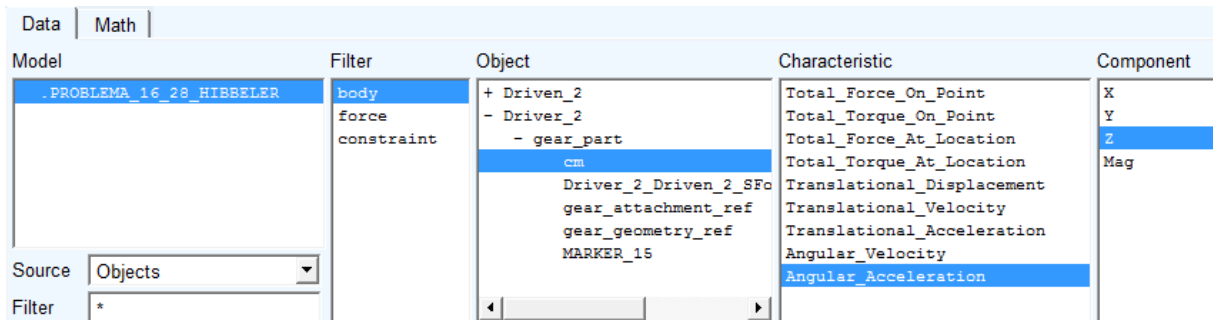 Data Math
Model Filter Object Characteristic Component
.PROBLEMA_16_28_HIBBELER body + Driven_2 Total_Force_On_Point X
force - Driver_2 Total_Torque_On_Point Y
constraint - gear_part Total_Force_At_Location Z
cm Total_Torque_At_Location Mag
Driver_2_Driven_2_SFo Translational_Displacement
gear_attachment_ref Translational_Velocity
gear_geometry_ref Translational_Acceleration
MARKER_15 Angular_Velocity
Source Objects Angular_Acceleration
Filter *